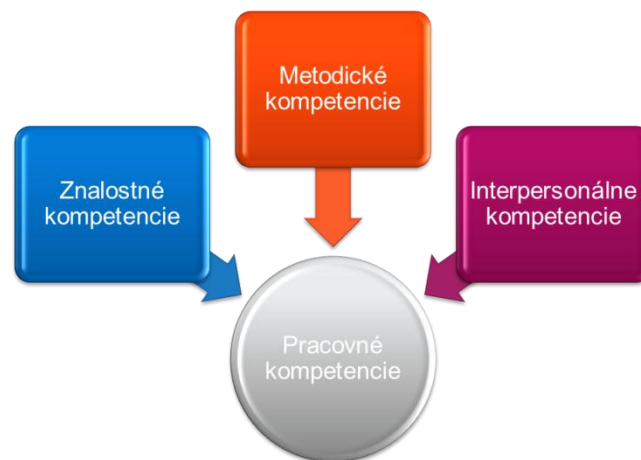 Metodické
kompetencie
Znalostné
kompetencie
Interpersonálne
kompetencie
Pracovné
kompetencie